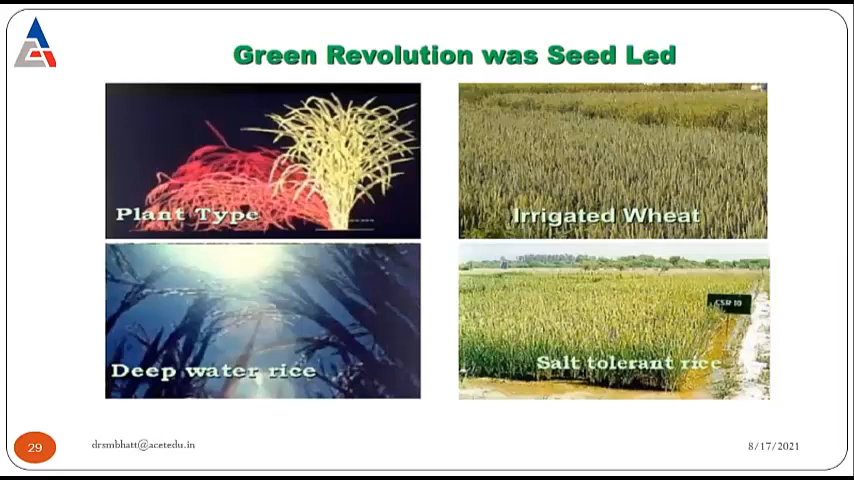 Green Revolution was Seed Led
Plant Type
Irrigated Wheat
CSR 10
Deep water rice
Salt tolerant rice
29
drsmbhatt@acetedu.in
8/17/2021